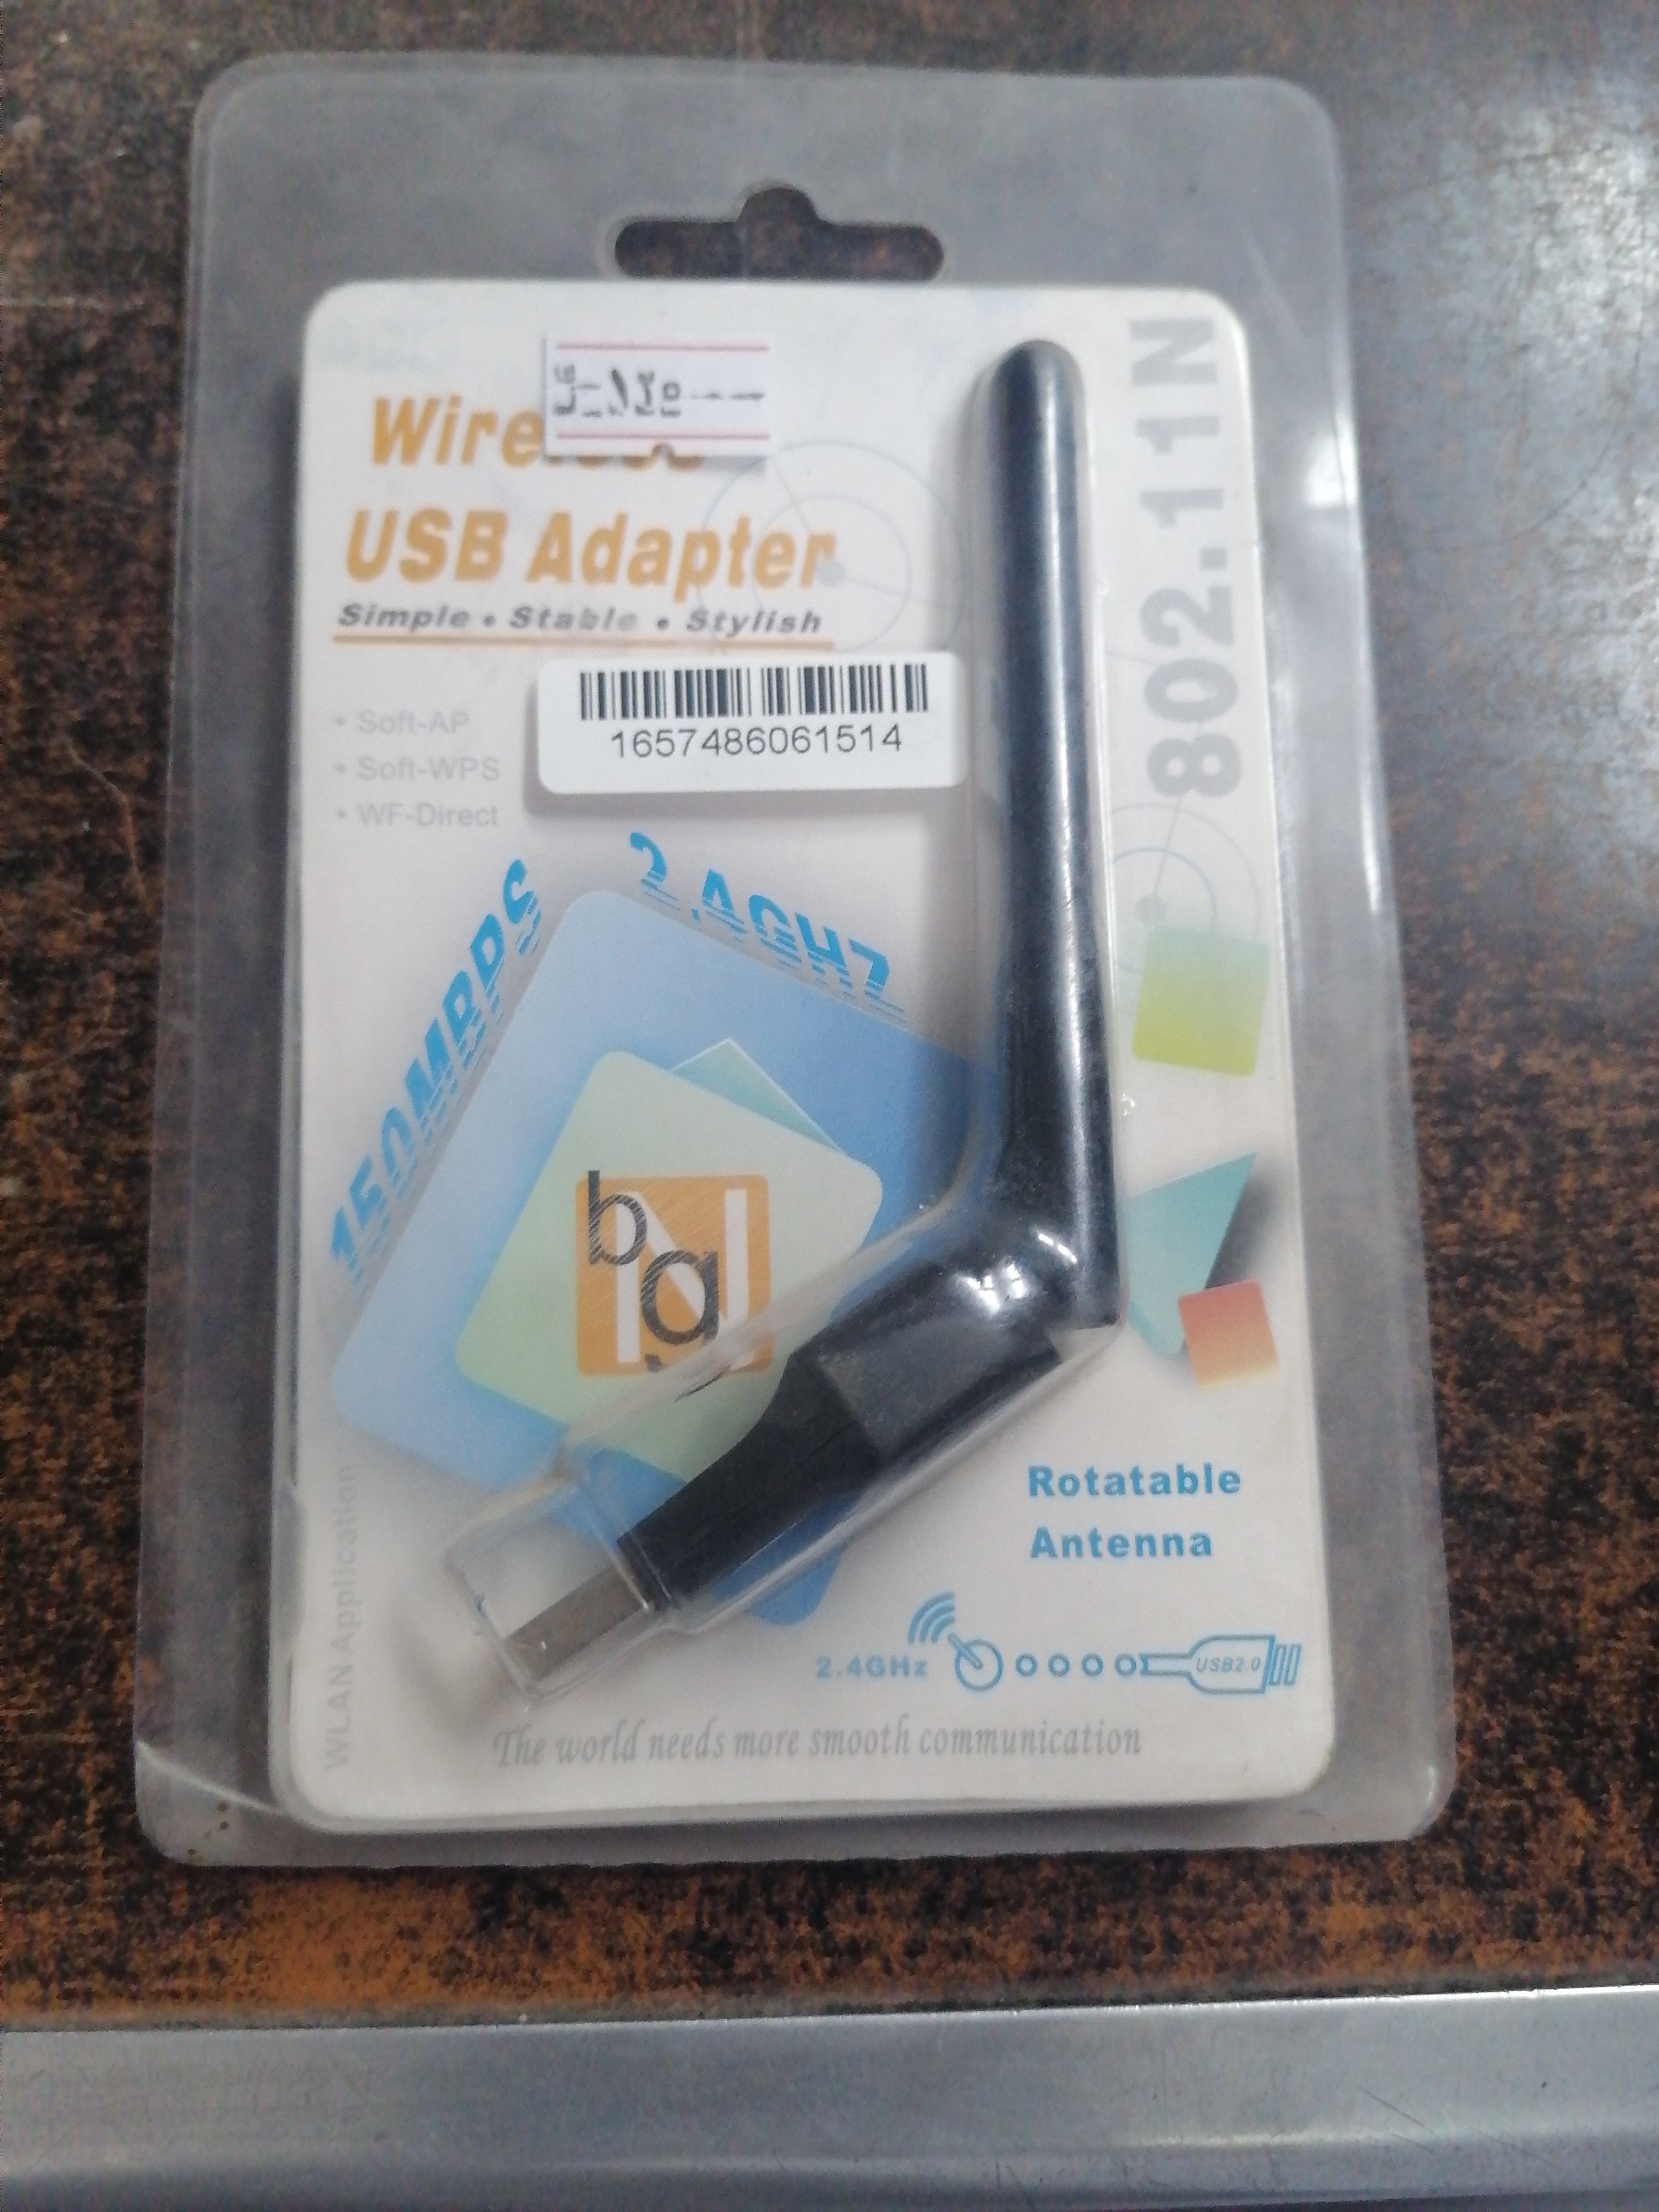 Wireless
USB Adapter
Simple • Stable • Stylish
802.11N
• Soft-AP
• Soft-WPS
• WF-Direct
1657486061514
150MBPS
2.4GHZ
b
g
N
Rotatable
Antenna
2.4GHz
USB2.0
WLAN Application
The world needs more smooth communication